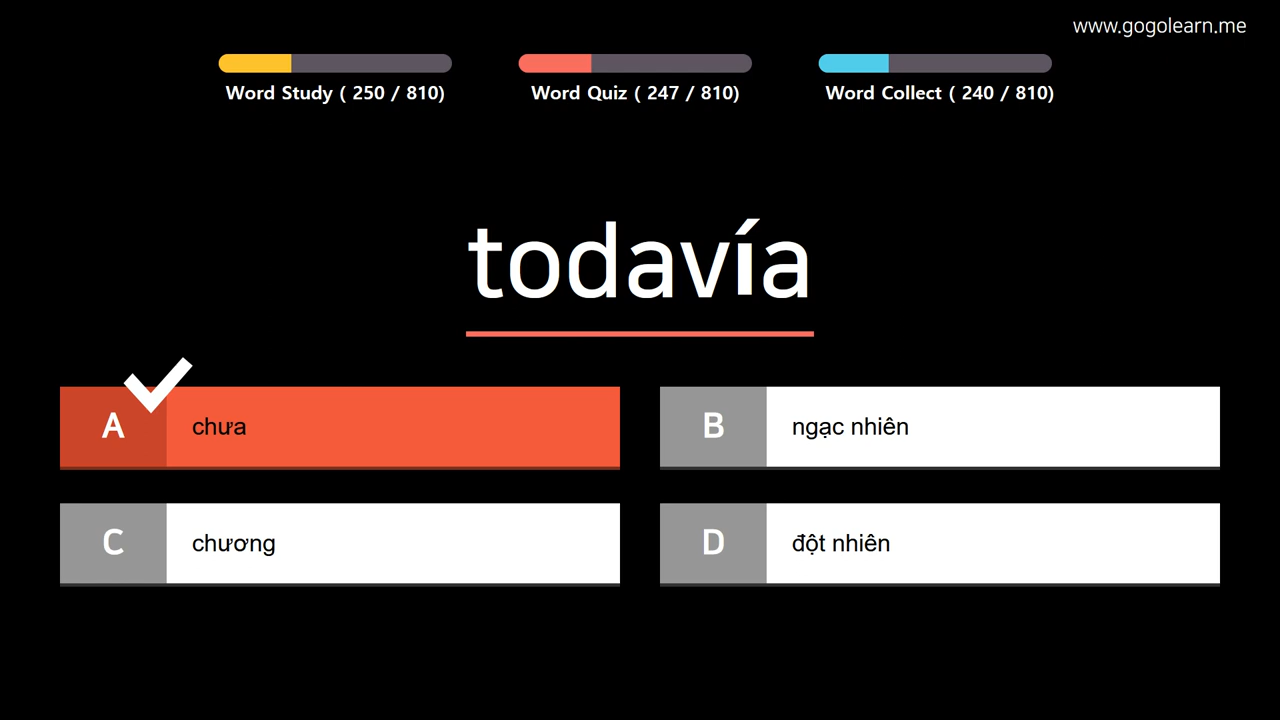 www.gogolearn.me
Word Study ( 250 / 810)
Word Quiz ( 247 / 810)
Word Collect ( 240 / 810)
todavía
A chưa
B ngạc nhiên
C chương
D đột nhiên